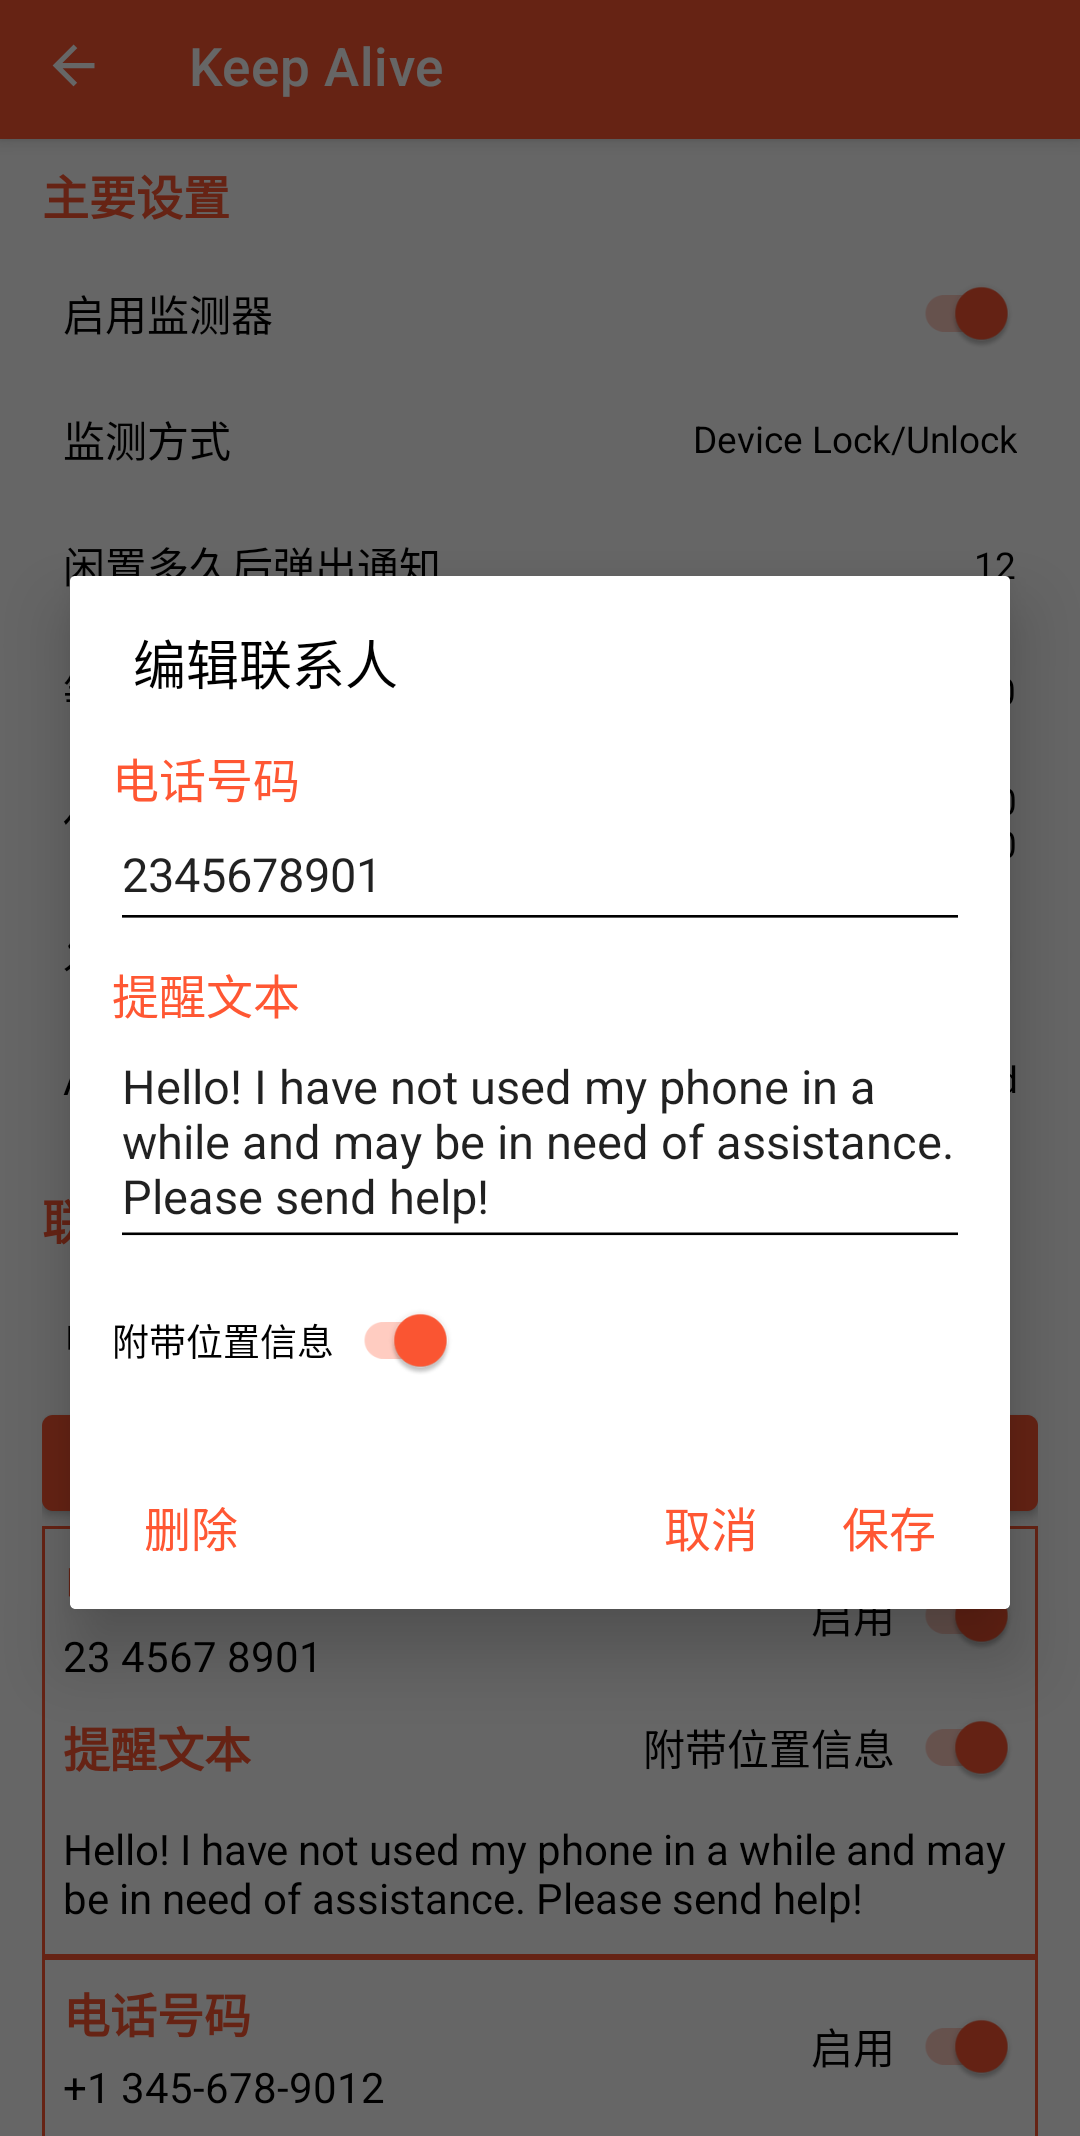 Keep Alive
主要设置
启用监测器
监测方式
Device Lock/Unlock
闲置多久后弹出通知
12
编辑联系人
电话号码
2345678901
提醒文本
Hello! I have not used my phone in a
while and may be in need of assistance.
Please send help!
附带位置信息
删除
取消
保存
启用
23 4567 8901
提醒文本
附带位置信息
Hello! I have not used my phone in a while and may
be in need of assistance. Please send help!
电话号码
启用
+1 345-678-9012